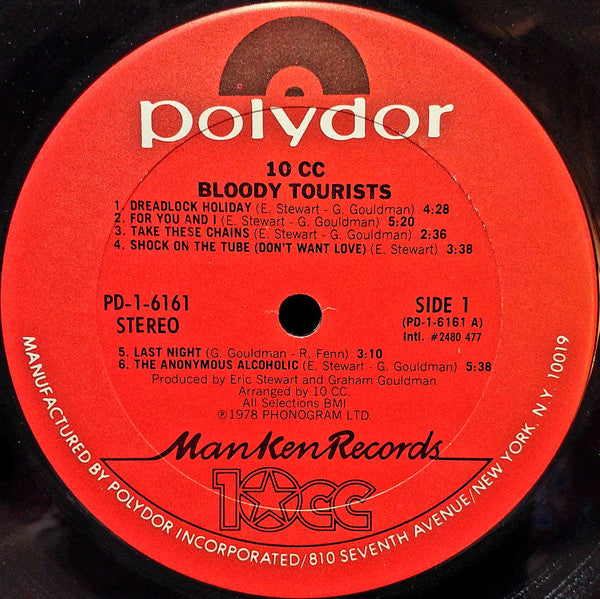 polydor
10 CC
BLOODY TOURISTS
1. DREADLOCK HOLIDAY (E. Stewart - G. Gouldman) 4:28
2. FOR YOU AND I (E. Stewart - G. Gouldman) 5:20
3. TAKE THESE CHAINS (E. Stewart - G. Gouldman) 2:36
4. SHOCK ON THE TUBE (DON'T WANT LOVE) (E. Stewart) 3:38
PD-1-6161
STEREO
SIDE 1
(PD-1-6161 A)
Intl. #2480 477
5. LAST NIGHT (G. Gouldman - R. Fenn) 3:10
6. THE ANONYMOUS ALCOHOLIC (E. Stewart - G. Gouldman) 5:38
Produced by Eric Stewart and Graham Gouldman
Arranged by 10 CC.
All Selections BMI
℗1978 PHONOGRAM LTD.
ManKen Records
10CC
MANUFACTURED BY POLYDOR INCORPORATED/810 SEVENTH AVENUE/NEW YORK, N.Y. 10019